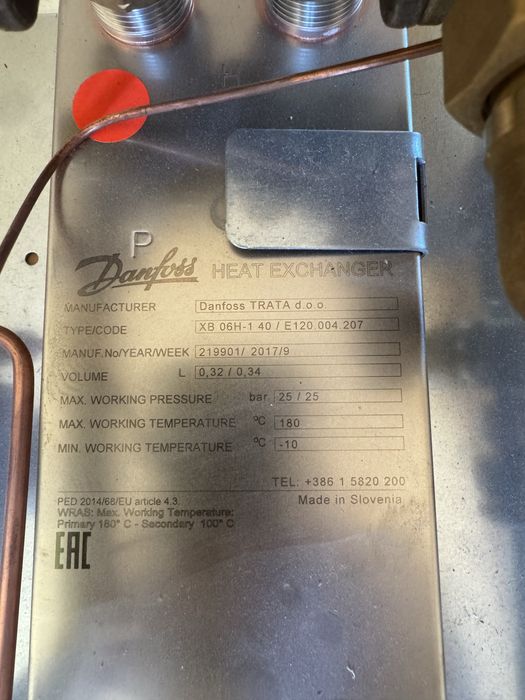 H
P
Danfoss HEAT EXCHANGER
MANUFACTURER Danfoss TRATA d.o.o.
TYPE/CODE XB 06H-1 40 / E120.004.207
MANUF.No/YEAR/WEEK 219901/ 2017/9
VOLUME L 0,32 / 0,34
MAX. WORKING PRESSURE bar 25 / 25
MAX. WORKING TEMPERATURE ºC 180
MIN. WORKING TEMPERATURE ºC -10
TEL: +386 1 5820 200
PED 2014/68/EU article 4.3. Made in Slovenia
WRAS: Max. Working Temperature:
Primary 180° C - Secondary 100° C
EAC